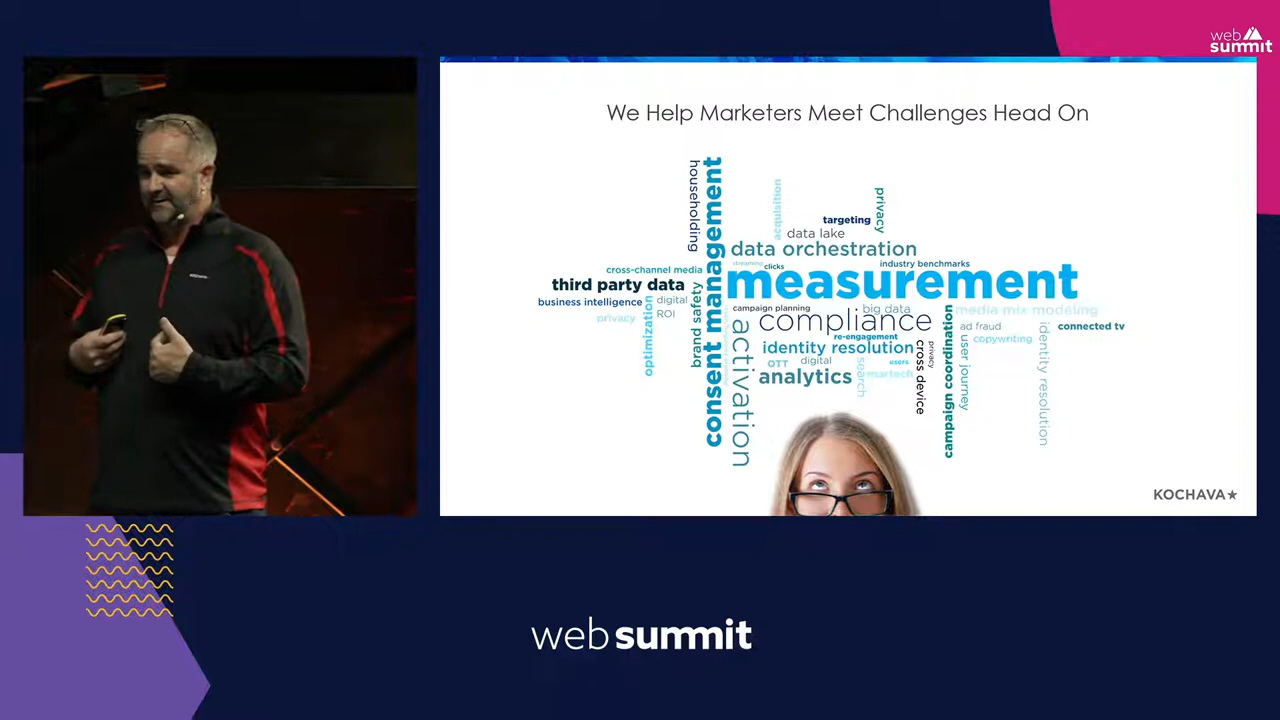 web
summit
We Help Marketers Meet Challenges Head On
householding
consent management
acquisition
privacy
targeting
data lake
data orchestration
streaming
clicks
industry benchmarks
cross-channel media
third party data
measurement
business intelligence
digital
ROI
privacy
optimization
brand safety
campaign planning
big data
compliance
media mix modeling
re-engagement
identity resolution
OTT
digital
users
analytics
search
martech
activation
privacy
cross device
campaign coordination
ad fraud
copywriting
user journey
identity resolution
connected tv
KOCHAVA★
web summit